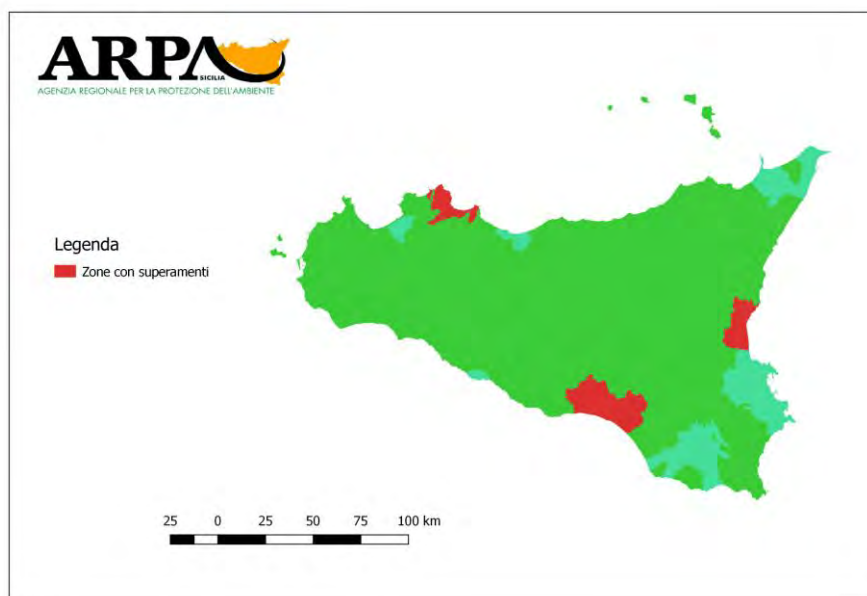 ARPA
SICILIA
AGENZIA REGIONALE PER LA PROTEZIONE DELL'AMBIENTE
Legenda
Zone con superamenti
25 0 25 50 75 100 km